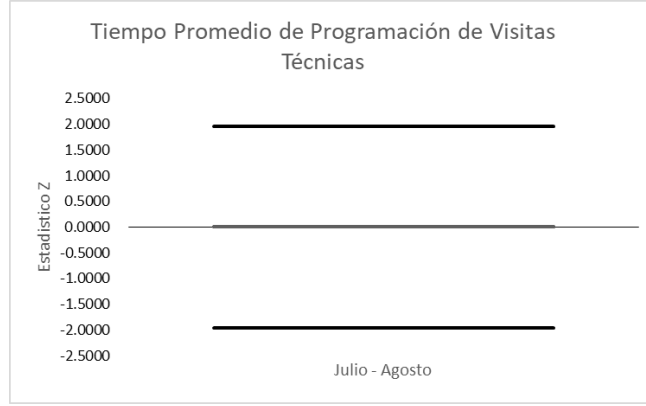 Tiempo Promedio de Programación de Visitas
Técnicas
Estadístico Z
2.5000
2.0000
1.5000
1.0000
0.5000
0.0000
-0.5000
-1.0000
-1.5000
-2.0000
-2.5000
Julio - Agosto